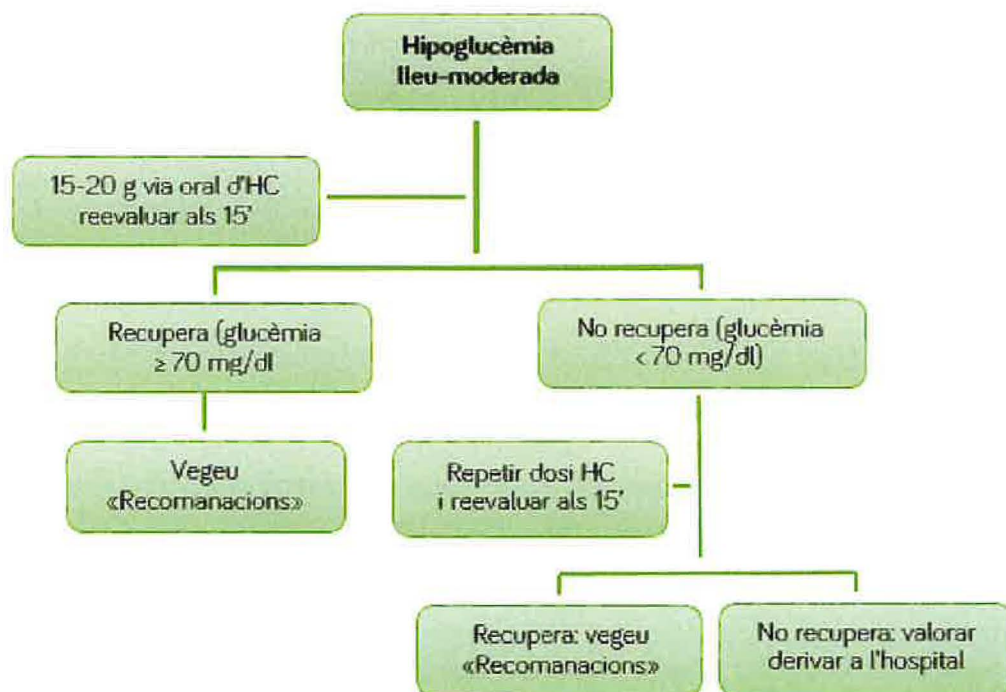 Hipoglucèmia
lleu-moderada
15-20 g via oral d'HC
reevaluar als 15'
Recupera (glucèmia
≥ 70 mg/dl
No recupera (glucèmia
< 70 mg/dl)
Vegeu
«Recomanacions»
Repetir dosi HC
i reevaluar als 15'
Recupera: vegeu
«Recomanacions»
No recupera: valorar
derivar a l'hospital